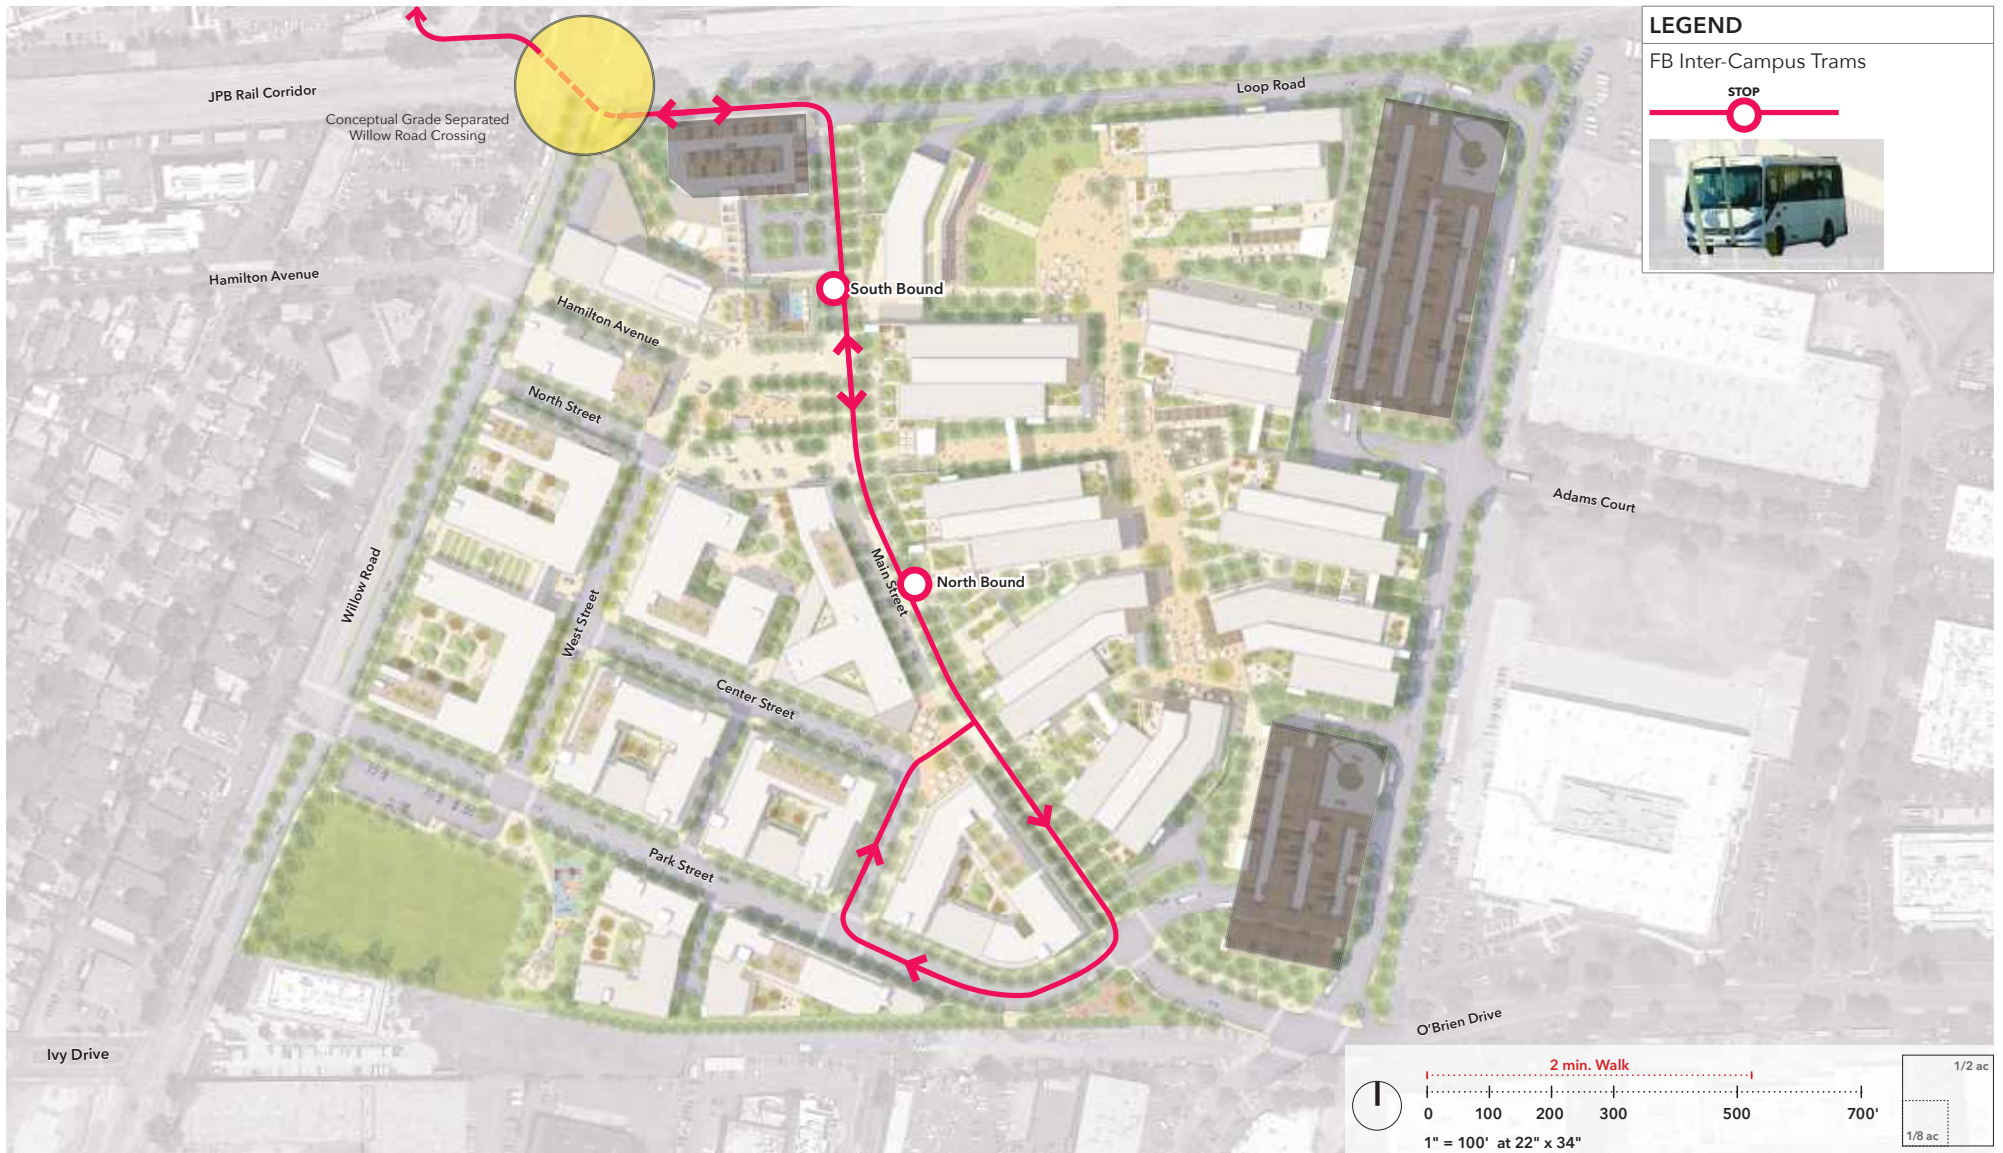 LEGEND
FB Inter-Campus Trams
STOP
JPB Rail Corridor
Conceptual Grade Separated
Willow Road Crossing
Loop Road
Hamilton Avenue
Hamilton Avenue
South Bound
North Street
Adams Court
Willow Road
West Street
Main Street
North Bound
Center Street
Park Street
Ivy Drive
O'Brien Drive
2 min. Walk
0 100 200 300 500 700'
1" = 100' at 22" x 34"
1/2 ac
1/8 ac